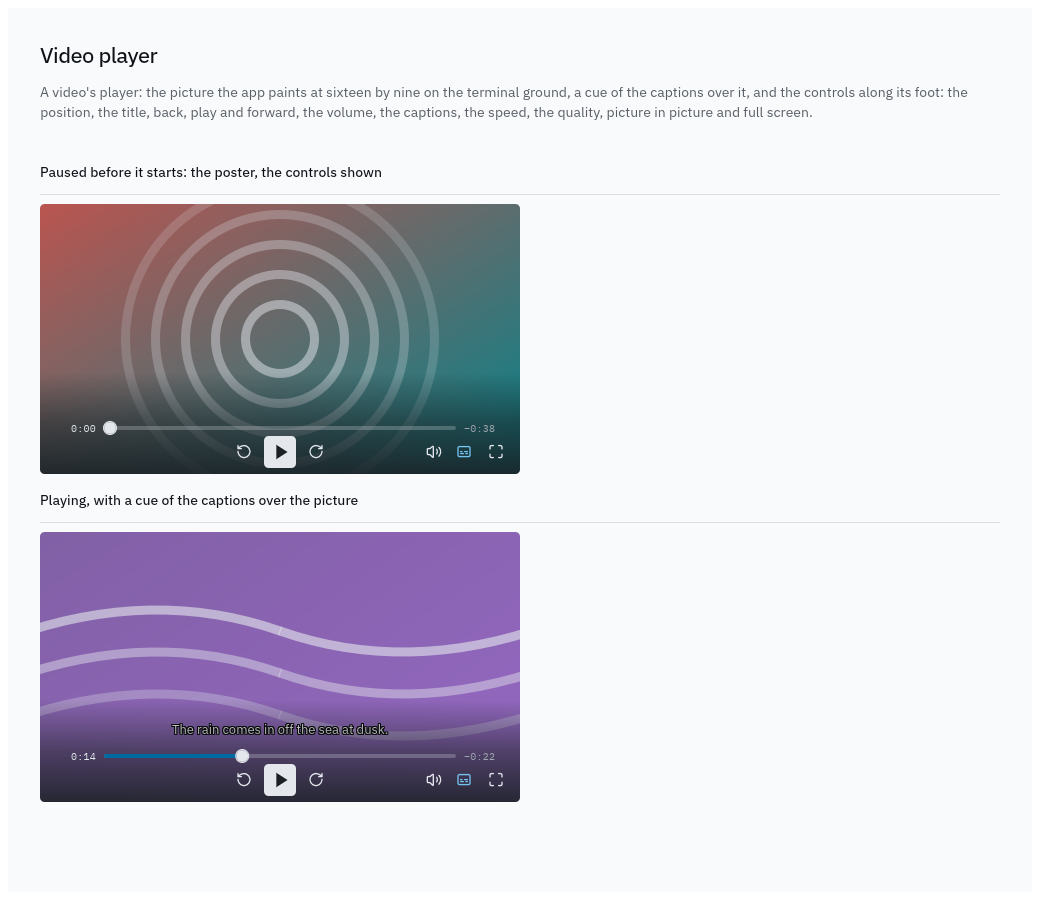 Video player
A video's player: the picture the app paints at sixteen by nine on the terminal ground, a cue of the captions over it, and the controls along its foot: the
position, the title, back, play and forward, the volume, the captions, the speed, the quality, picture in picture and full screen.
Paused before it starts: the poster, the controls shown
0:00 −0:38
Playing, with a cue of the captions over the picture
The rain comes in off the sea at dusk.
0:14 −0:22